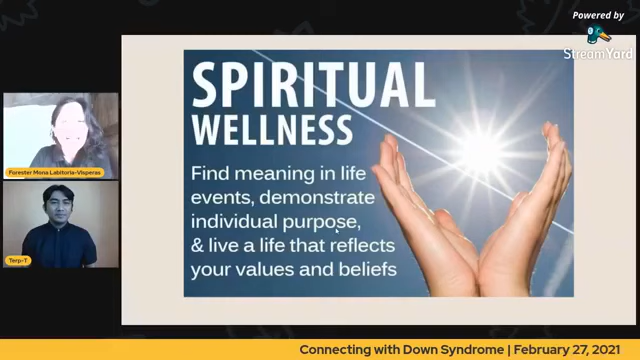 Powered by
StreamYard
SPIRITUAL
WELLNESS
Find meaning in life
events, demonstrate
individual purpose,
& live a life that reflects
your values and beliefs
Forester Mona Labitoria-Visperas
Terp-T
Connecting with Down Syndrome | February 27, 2021